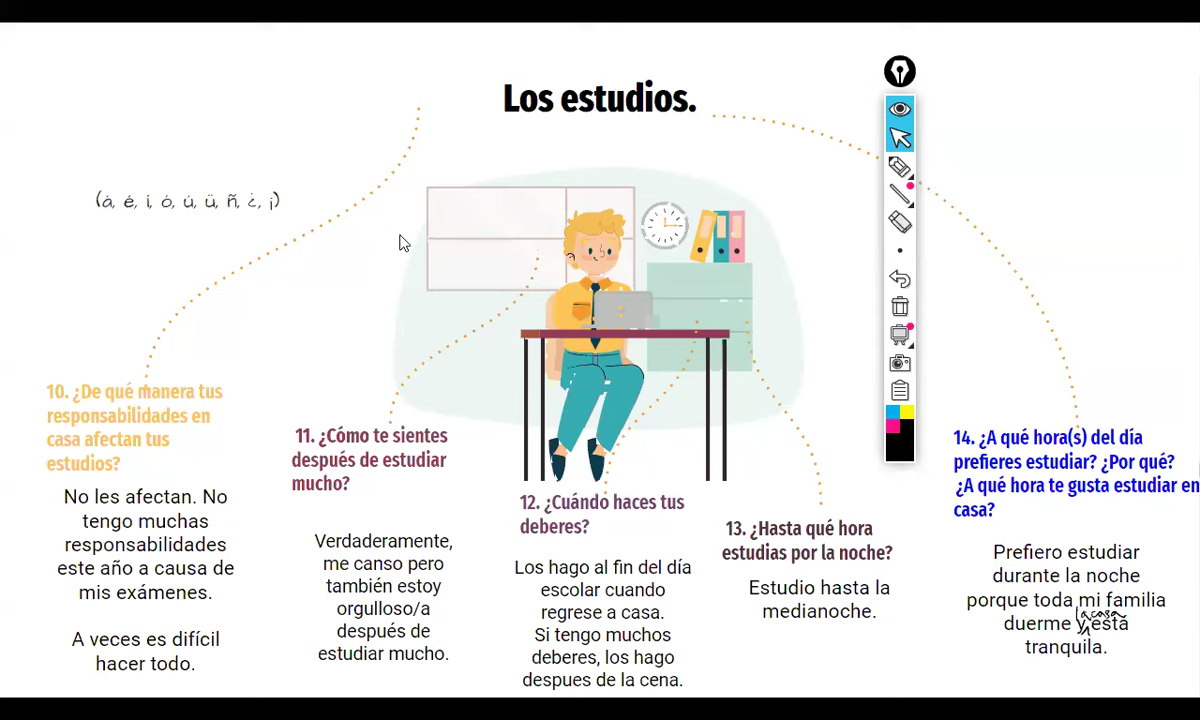 Los estudios.
(á, é, í, ó, ú, ü, ñ, ¿, ¡)
10. ¿De qué manera tus
responsabilidades en
casa afectan tus
estudios?
No les afectan. No
tengo muchas
responsabilidades
este año a causa de
mis exámenes.
A veces es difícil
hacer todo.
11. ¿Cómo te sientes
después de estudiar
mucho?
Verdaderamente,
me canso pero
también estoy
orgulloso/a
después de
estudiar mucho.
12. ¿Cuándo haces tus
deberes?
Los hago al fin del día
escolar cuando
regrese a casa.
Si tengo muchos
deberes, los hago
despues de la cena.
13. ¿Hasta qué hora
estudias por la noche?
Estudio hasta la
medianoche.
14. ¿A qué hora(s) del día
prefieres estudiar? ¿Por qué?
¿A qué hora te gusta estudiar en
casa?
Prefiero estudiar
durante la noche
porque toda mi familia
la casa
duerme y está
tranquila.